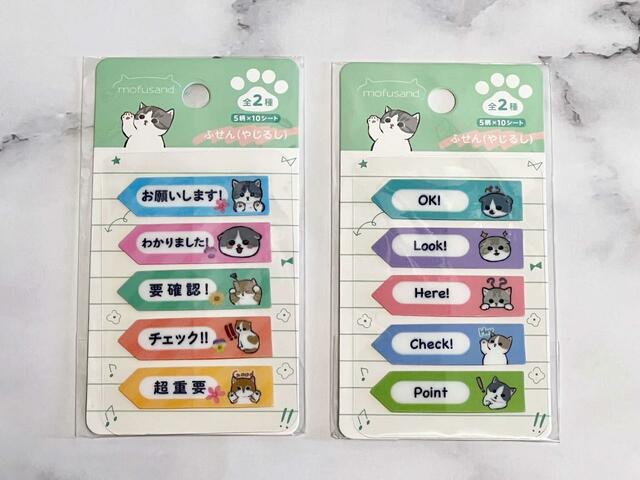 mofusand
全2種
5柄×10シート
ふせん(やじるし)
お願いします!
わかりました!
要確認!
チェック!!
超重要
mofusand
全2種
5柄×10シート
ふせん(やじるし)
OK!
Look!
Here!
Check!
Point